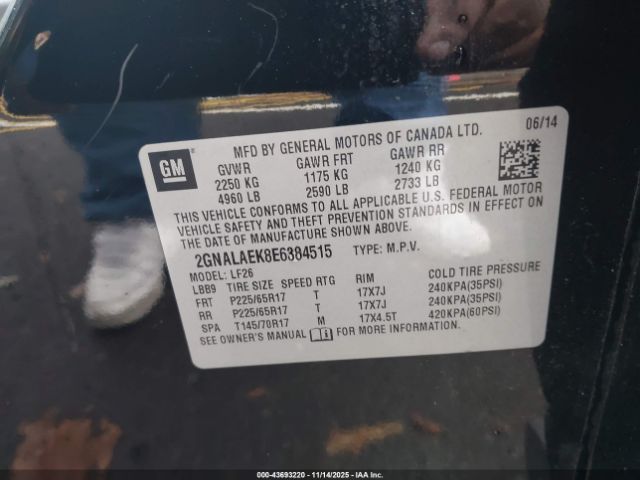 MFD BY GENERAL MOTORS OF CANADA LTD. 06/14
GM
GVWR GAWR FRT GAWR RR
2250 KG 1175 KG 1240 KG
4960 LB 2590 LB 2733 LB
THIS VEHICLE CONFORMS TO ALL APPLICABLE U.S. FEDERAL MOTOR
VEHICLE SAFETY AND THEFT PREVENTION STANDARDS IN EFFECT ON
THE DATE OF MANUFACTURE SHOWN ABOVE.
2GNALAEK8E6384515 TYPE: M.P.V.
MODEL: LF26
LBB9 TIRE SIZE SPEED RTG RIM COLD TIRE PRESSURE
FRT P225/65R17 T 17X7J 240KPA(35PSI)
RR P225/65R17 T 17X7J 240KPA(35PSI)
SPA T145/70R17 M 17X4.5T 420KPA(60PSI)
SEE OWNER'S MANUAL FOR MORE INFORMATION.
000-43693220 - 11/14/2025 - IAAI.COM